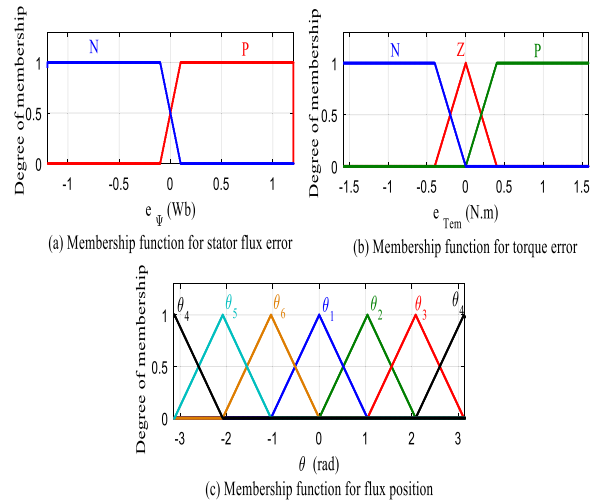 N P
Degree of membership
1
0.5
0
-1 -0.5 0 0.5 1
e Ψ (Wb)
(a) Membership function for stator flux error
N Z P
Degree of membership
1
0.5
0
-1.5 -1 -0.5 0 0.5 1 1.5
e Tem (N.m)
(b) Membership function for torque error
θ4 θ5 θ6 θ1 θ2 θ3 θ4
Degree of membership
1
0.5
0
-3 -2 -1 0 1 2 3
θ (rad)
(c) Membership function for flux position